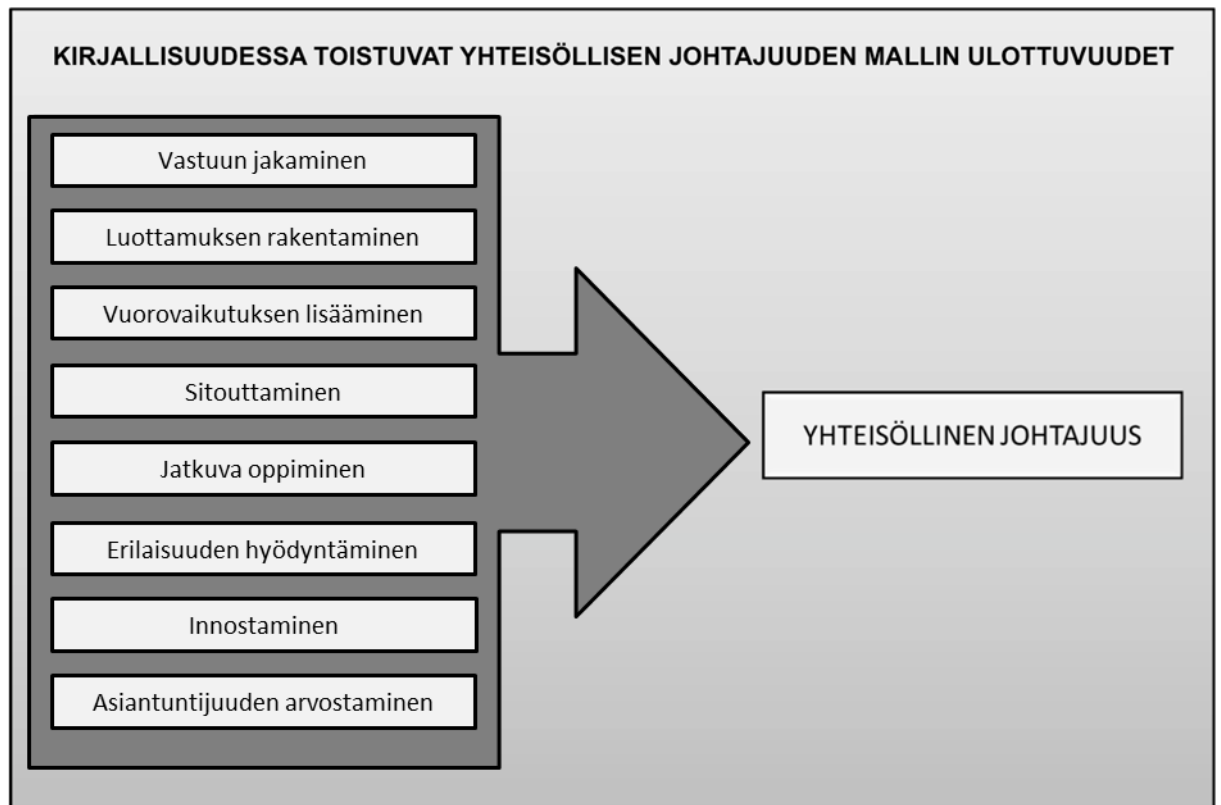 KIRJALLISUUDESSA TOISTUVAT YHTEISÖLLISEN JOHTAJUUDEN MALLIN ULOTTUVUUDET
Vastuun jakaminen
Luottamuksen rakentaminen
Vuorovaikutuksen lisääminen
Sitouttaminen
Jatkuva oppiminen
Erilaisuuden hyödyntäminen
Innostaminen
Asiantuntijuuden arvostaminen
YHTEISÖLLINEN JOHTAJUUS